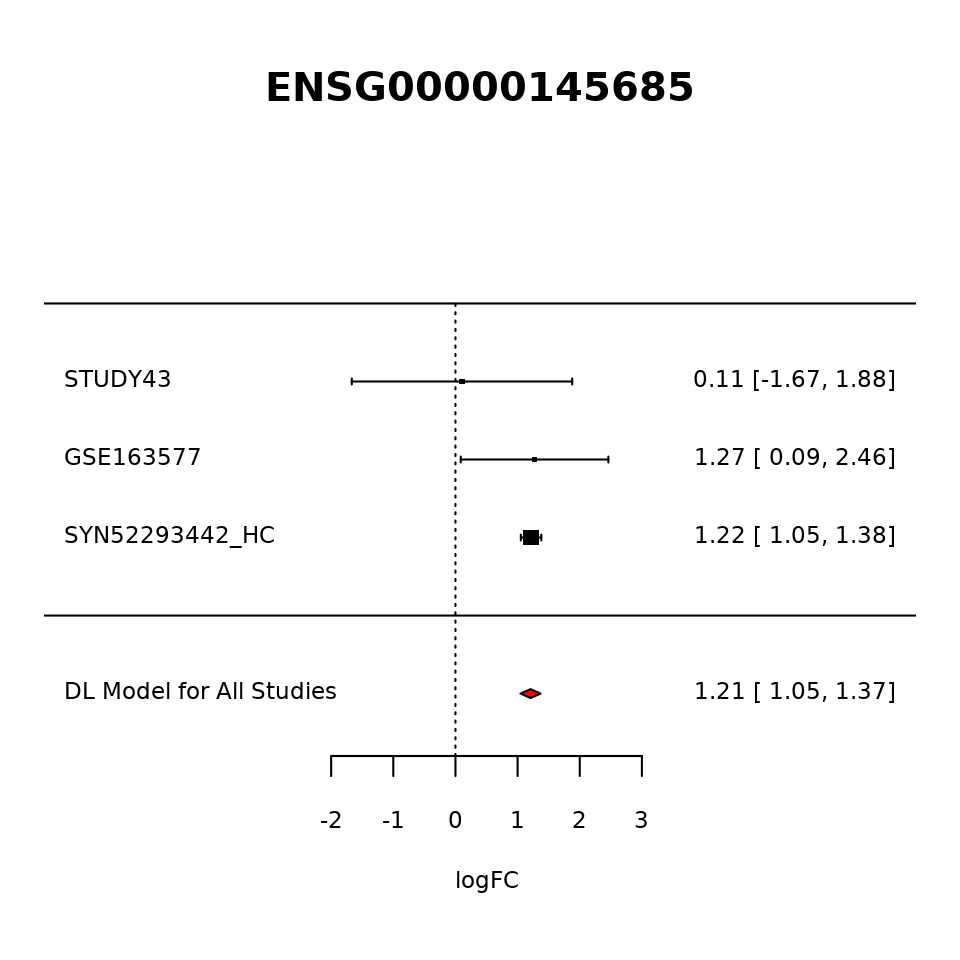 ENSG00000145685
STUDY43 0.11 [-1.67, 1.88]
GSE163577 1.27 [ 0.09, 2.46]
SYN52293442_HC 1.22 [ 1.05, 1.38]
DL Model for All Studies 1.21 [ 1.05, 1.37]
-2 -1 0 1 2 3
logFC